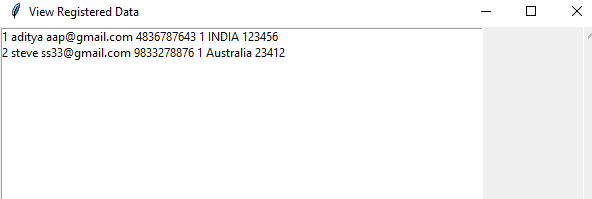 View Registered Data
1 aditya aap@gmail.com 4836787643 1 INDIA 123456
2 steve ss33@gmail.com 9833278876 1 Australia 23412